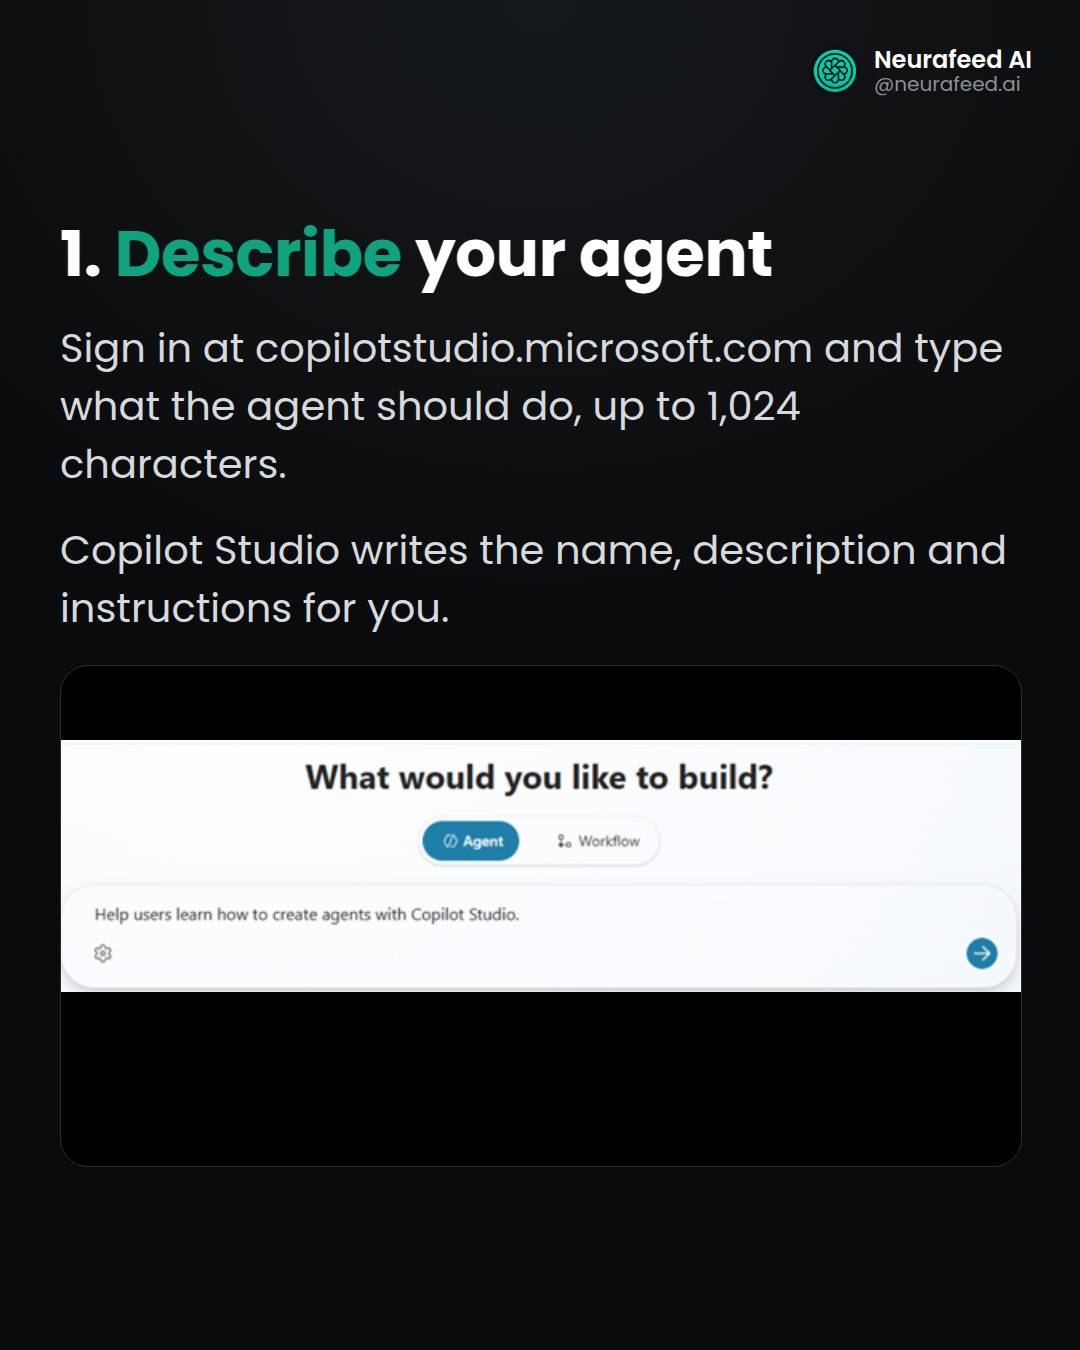 Neurafeed AI
@neurafeed.ai
1. Describe your agent
Sign in at copilotstudio.microsoft.com and type
what the agent should do, up to 1,024
characters.
Copilot Studio writes the name, description and
instructions for you.
What would you like to build?
Agent
Workflow
Help users learn how to create agents with Copilot Studio.